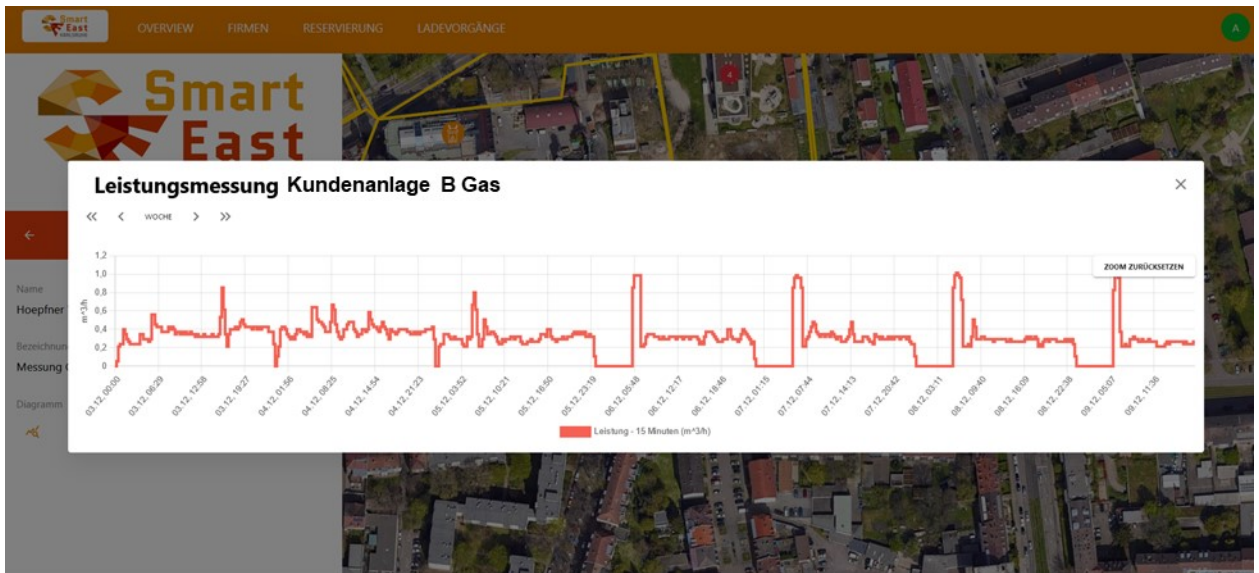 Smart
East
OVERVIEW
FIRMEN
RESERVIERUNG
LADEVORGÄNGE
A
Smart
East
4
Leistungsmessung Kundenanlage B Gas
WOCHE
ZOOM ZURÜCKSETZEN
m^3/h
1,2
1,0
0,8
0,6
0,4
0,2
0
03.12, 00:00
03.12, 06:29
03.12, 12:58
03.12, 19:27
04.12, 01:56
04.12, 08:25
04.12, 14:54
04.12, 21:23
05.12, 03:52
05.12, 10:21
05.12, 16:50
05.12, 23:19
06.12, 05:48
06.12, 12:17
06.12, 18:46
07.12, 01:15
07.12, 07:44
07.12, 14:13
07.12, 20:42
08.12, 03:11
08.12, 09:40
08.12, 16:09
08.12, 22:38
09.12, 05:07
09.12, 11:36
Leistung - 15 Minuten (m^3/h)
Name
Hoepfner
Bezeichnun
Messung
Diagramm